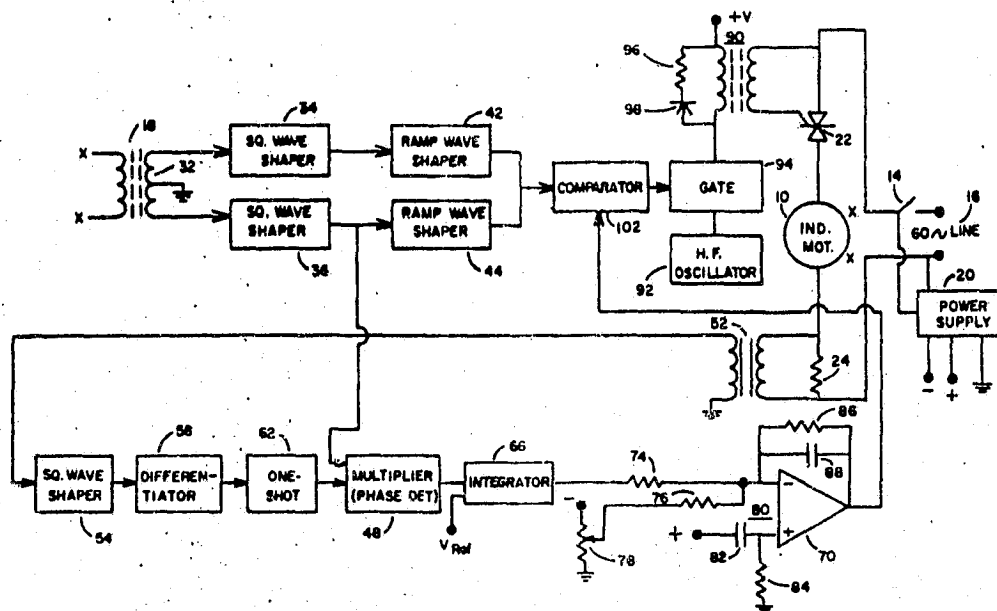 +V
90
96
98
34
42
18
X
32
SQ. WAVE
SHAPER
RAMP WAVE
SHAPER
22
94
COMPARATOR
GATE
102
10
14
16
X
SQ. WAVE
SHAPER
RAMP WAVE
SHAPER
X
IND.
MOT.
X
60~LINE
36
44
H. F.
OSCILLATOR
92
20
52
POWER
SUPPLY
24
- + 
86
56
62
66
74
88
SQ. WAVE
SHAPER
DIFFEREN-
TIATOR
ONE-
SHOT
MULTIPLIER
(PHASE DET)
INTEGRATOR
76
-
-
80
+
+
54
48
V Ref
78
82
70
84